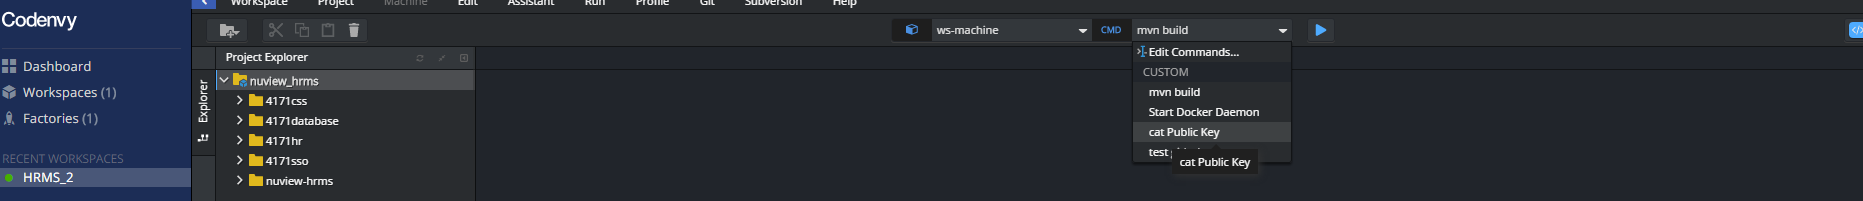 Codenvy
Workspace Project Machine Edit Assistant Run Profile Git Subversion Help
ws-machine CMD mvn build
Dashboard
Workspaces (1)
Factories (1)
RECENT WORKSPACES
HRMS_2
Explorer
Project Explorer
nuview_hrms
4171css
4171database
4171hr
4171sso
nuview-hrms
Edit Commands...
CUSTOM
mvn build
Start Docker Daemon
cat Public Key
test
cat Public Key